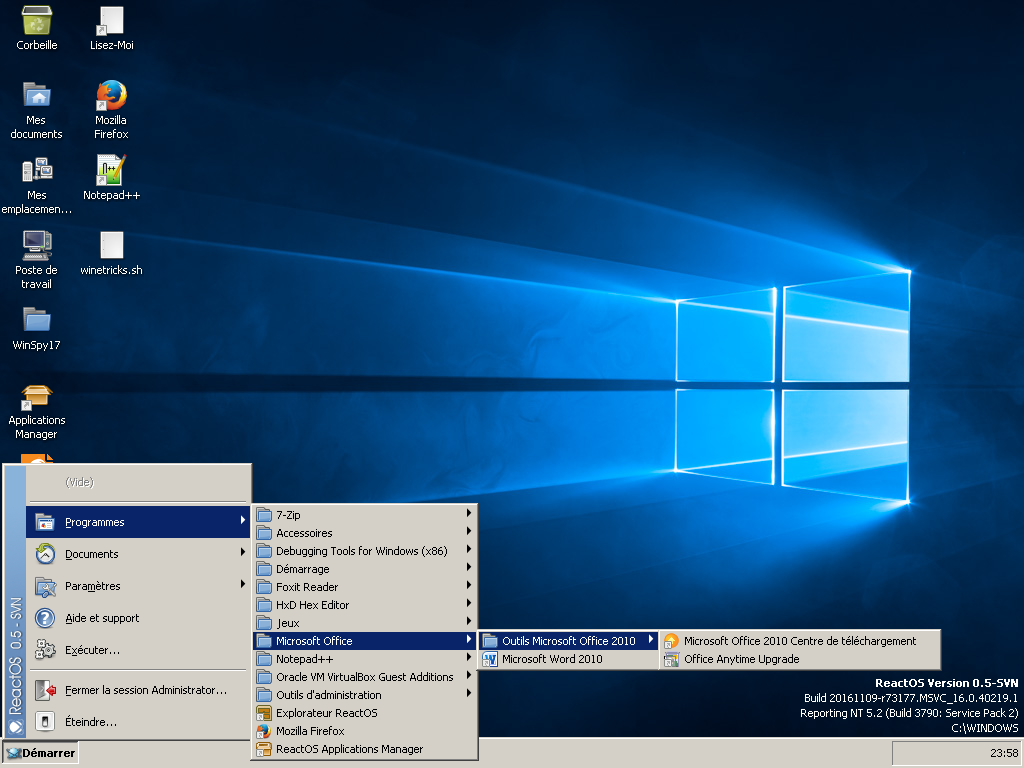 Corbeille
Lisez-Moi
Mes
documents
Mozilla
Firefox
Mes
emplacemen...
Notepad++
Poste de
travail
winetricks.sh
WinSpy17
Applications
Manager
(Vide)
Programmes
Documents
Paramètres
Aide et support
Exécuter...
Fermer la session Administrator...
Éteindre...
ReactOS 0.5 - SVN
7-Zip
Accessoires
Debugging Tools for Windows (x86)
Démarrage
Foxit Reader
HxD Hex Editor
Jeux
Microsoft Office
Notepad++
Oracle VM VirtualBox Guest Additions
Outils d'administration
Explorateur ReactOS
Mozilla Firefox
ReactOS Applications Manager
Outils Microsoft Office 2010
Microsoft Word 2010
Microsoft Office 2010 Centre de téléchargement
Office Anytime Upgrade
ReactOS Version 0.5-SVN
Build 20161109-r73177.MSVC_16.0.40219.1
Reporting NT 5.2 (Build 3790: Service Pack 2)
C:\WINDOWS
Démarrer
23:58